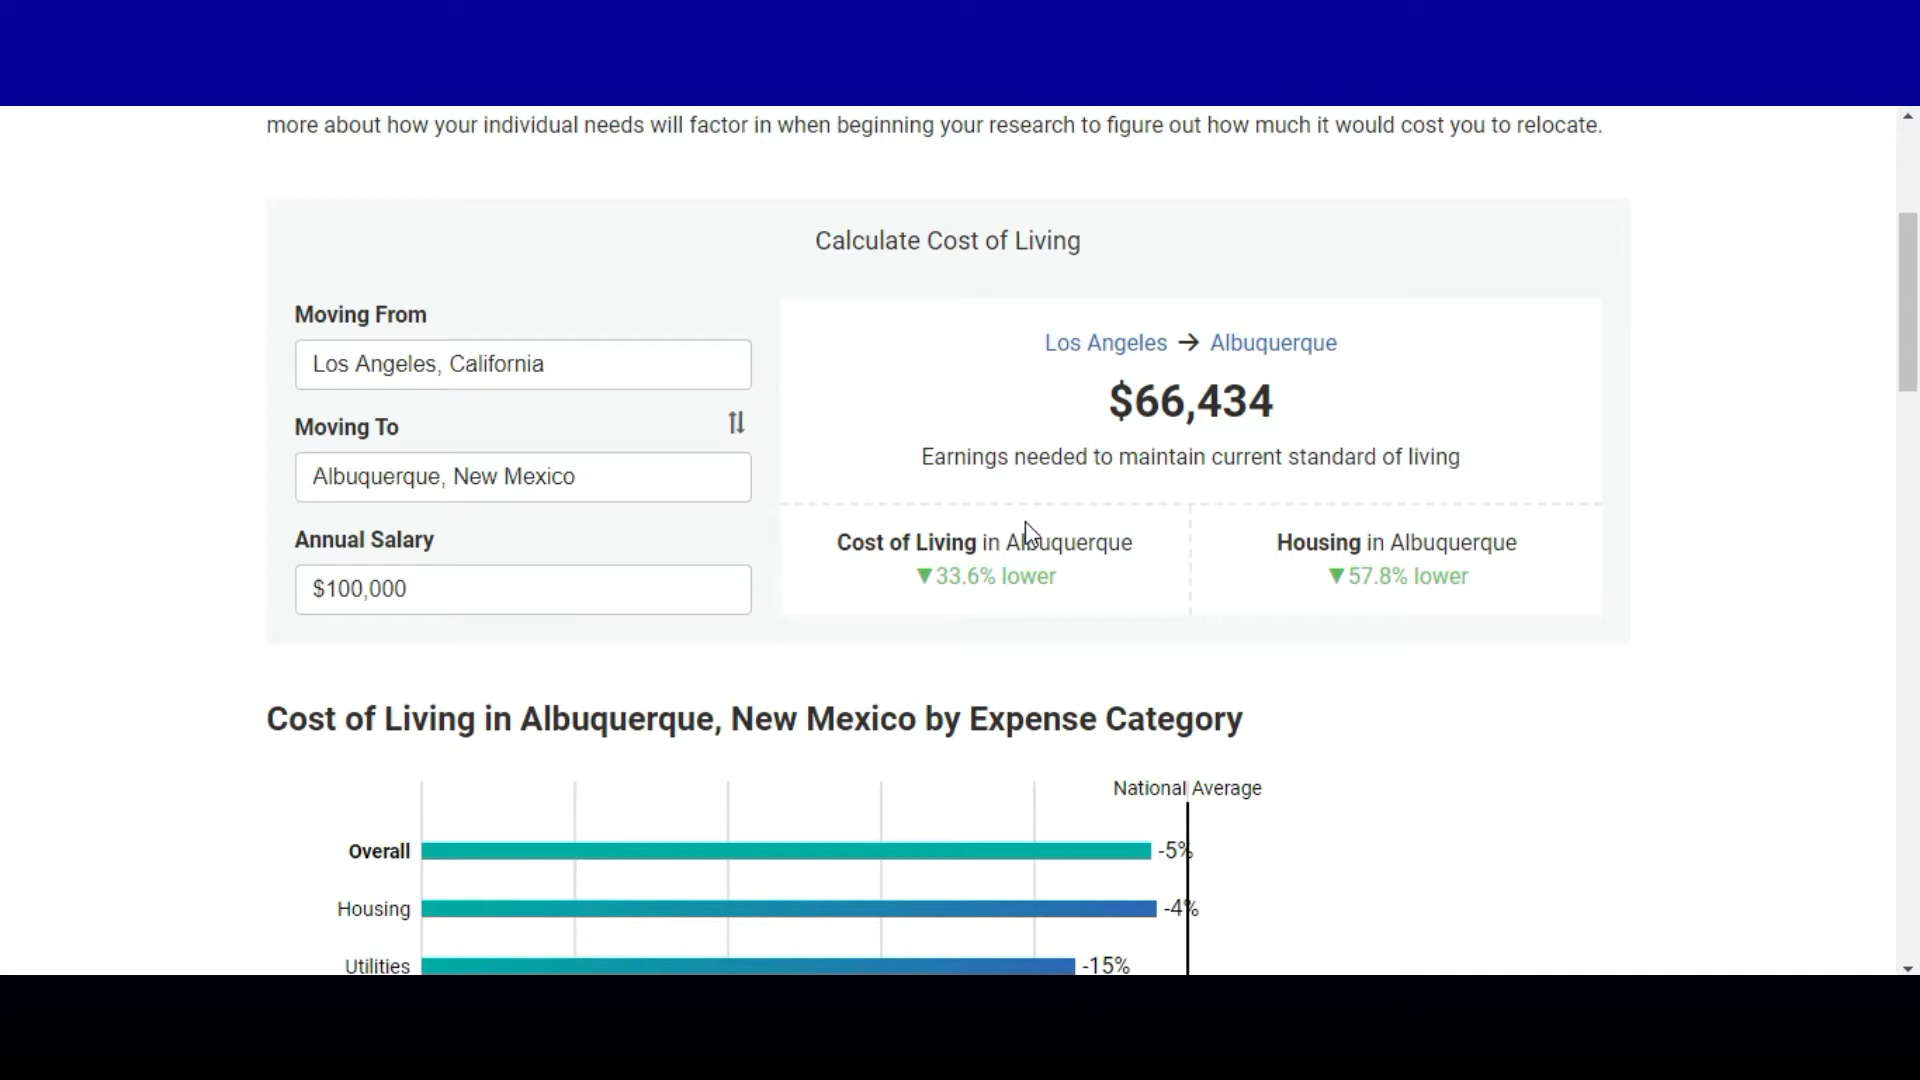 more about how your individual needs will factor in when beginning your research to figure out how much it would cost you to relocate.
Calculate Cost of Living
Moving From
Los Angeles, California
Moving To
Albuquerque, New Mexico
Annual Salary
$100,000
Los Angeles → Albuquerque
$66,434
Earnings needed to maintain current standard of living
Cost of Living in Albuquerque
▼33.6% lower
Housing in Albuquerque
▼57.8% lower
Cost of Living in Albuquerque, New Mexico by Expense Category
National Average
Overall -5%
Housing -4%
Utilities -15%